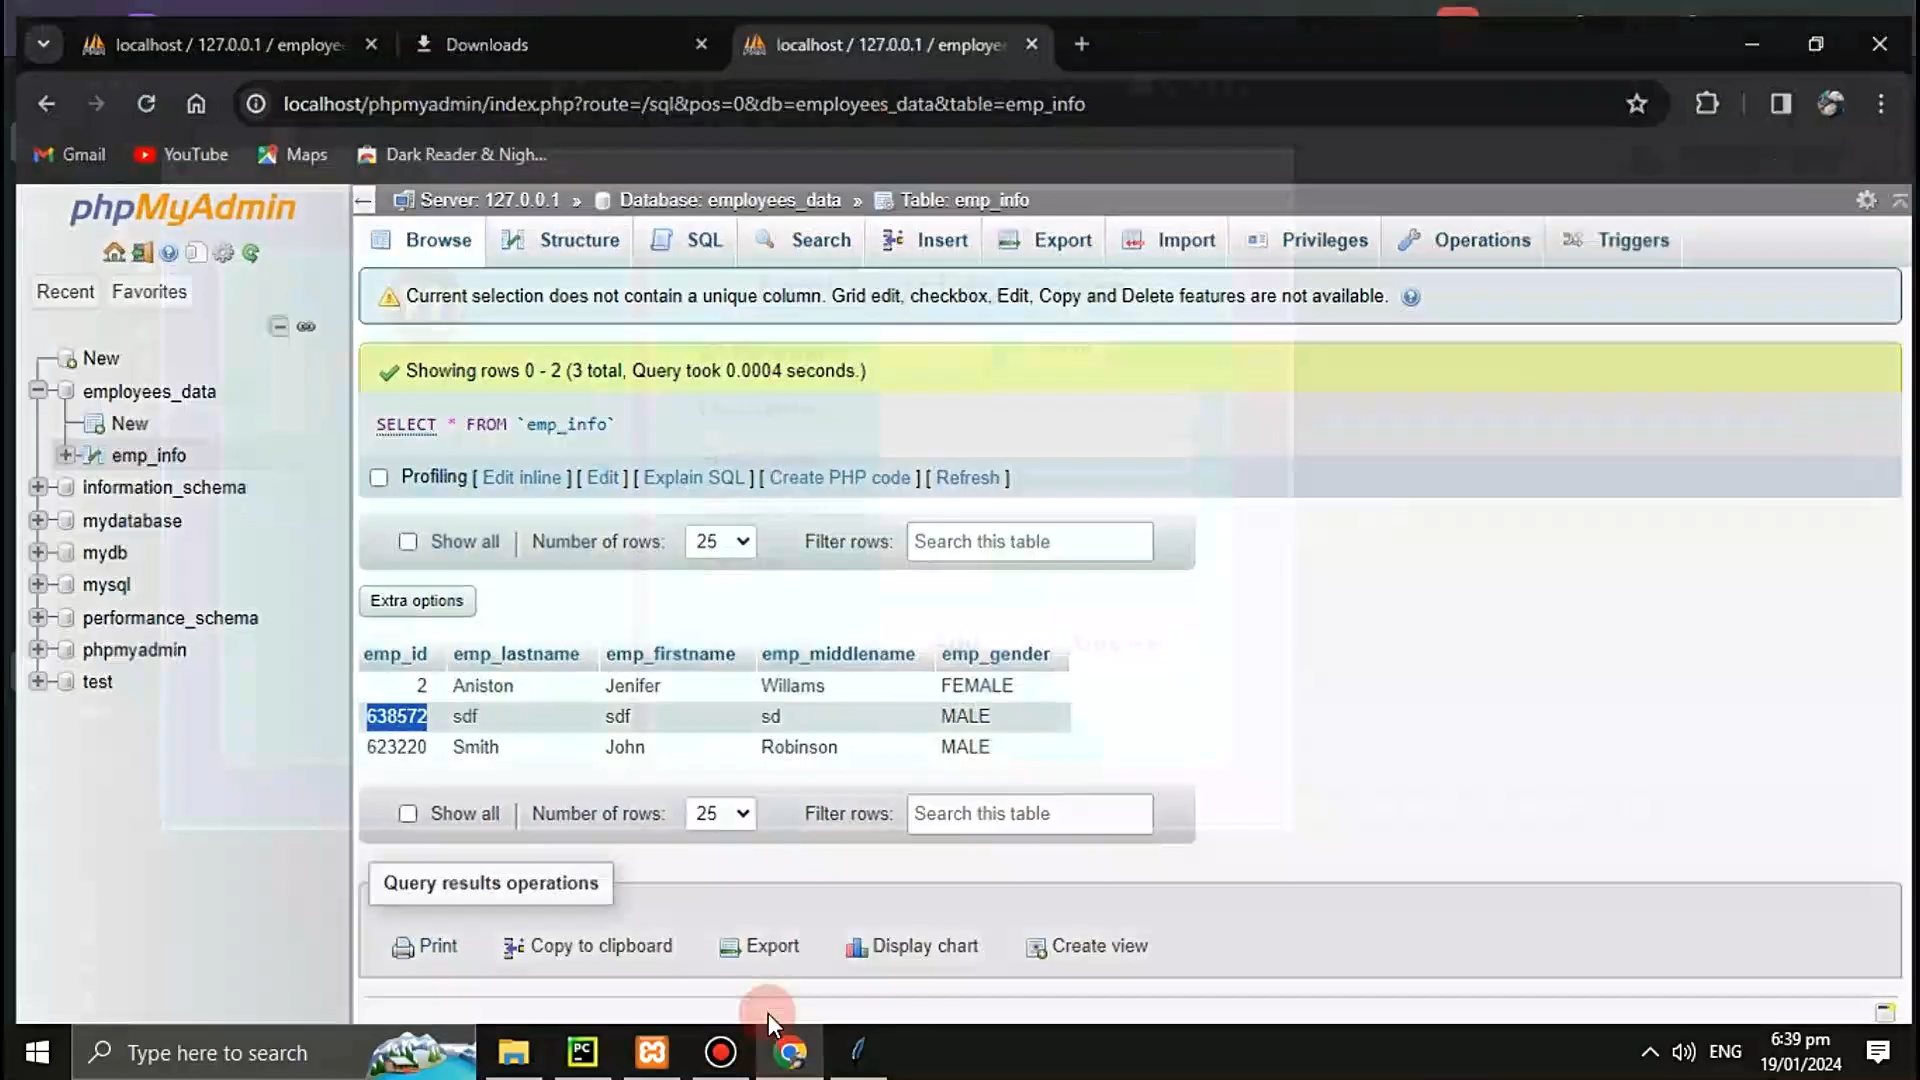 localhost / 127.0.0.1 / employe
Downloads
localhost / 127.0.0.1 / employe
localhost/phpmyadmin/index.php?route=/sql&pos=0&db=employees_data&table=emp_info
Gmail
YouTube
Maps
Dark Reader & Nigh...
phpMyAdmin
Recent
Favorites
New
employees_data
New
emp_info
information_schema
mydatabase
mydb
mysql
performance_schema
phpmyadmin
test
Server: 127.0.0.1 » Database: employees_data » Table: emp_info
Browse Structure SQL Search Insert Export Import Privileges Operations Triggers
Current selection does not contain a unique column. Grid edit, checkbox, Edit, Copy and Delete features are not available.
Showing rows 0 - 2 (3 total, Query took 0.0004 seconds.)
SELECT * FROM `emp_info`
Profiling [ Edit inline ] [ Edit ] [ Explain SQL ] [ Create PHP code ] [ Refresh ]
Show all | Number of rows: 25 Filter rows: Search this table
Extra options
emp_id emp_lastname emp_firstname emp_middlename emp_gender
2 Aniston Jenifer Willams FEMALE
638572 sdf sdf sd MALE
623220 Smith John Robinson MALE
Show all | Number of rows: 25 Filter rows: Search this table
Query results operations
Print Copy to clipboard Export Display chart Create view
Type here to search
PC
ENG
6:39 pm
19/01/2024